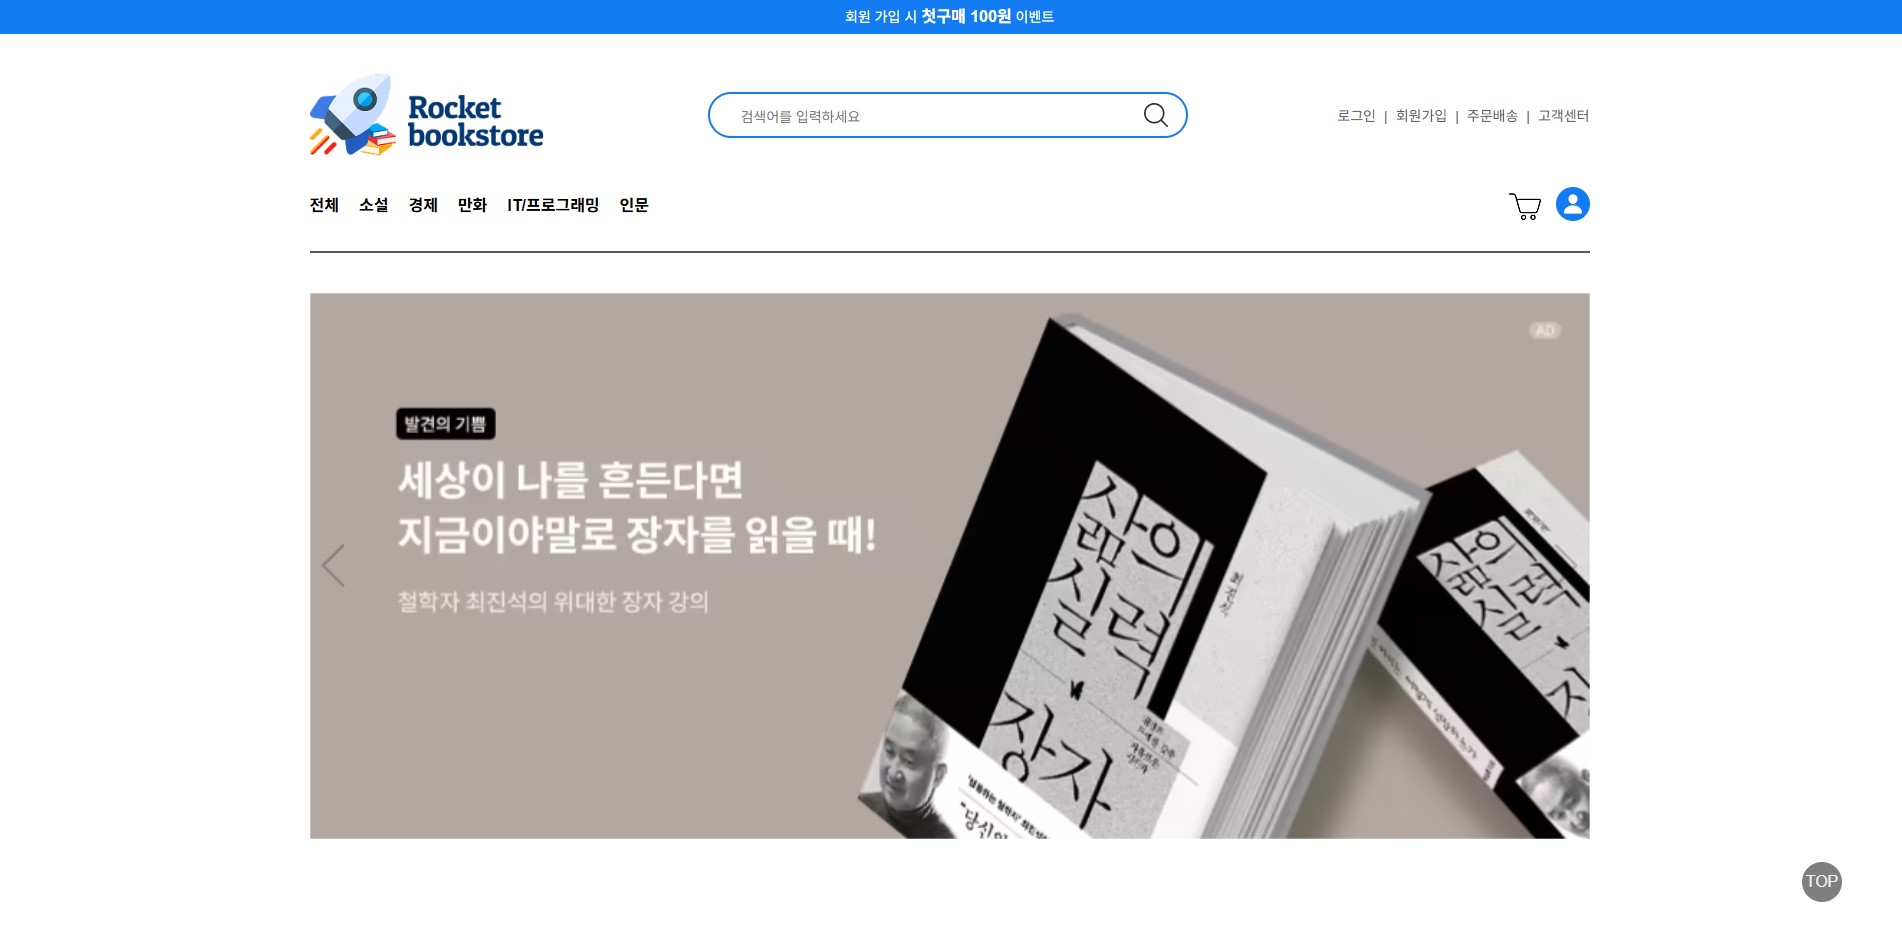 회원 가입 시 첫구매 100원 이벤트
Rocket
bookstore
검색어를 입력하세요
로그인 | 회원가입 | 주문배송 | 고객센터
전체 소설 경제 만화 IT/프로그래밍 인문
AD
발견의 기쁨
세상이 나를 흔든다면
지금이야말로 장자를 읽을 때!
철학자 최진석의 위대한 장자 강의
삶의
실력
장자
최진석
"당신
삶의
실력
TOP